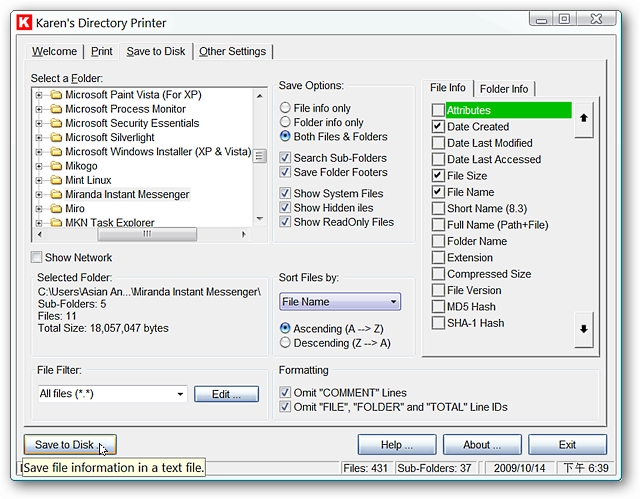 K Karen's Directory Printer
Welcome | Print | Save to Disk | Other Settings
Select a Folder:
Microsoft Paint Vista (For XP)
Microsoft Process Monitor
Microsoft Security Essentials
Microsoft Silverlight
Microsoft Windows Installer (XP & Vista)
Mikogo
Mint Linux
Miranda Instant Messenger
Miro
MKN Task Explorer
Show Network
Selected Folder:
C:\Users\Asian An...\Miranda Instant Messenger\
Sub-Folders: 5
Files: 11
Total Size: 18,057,047 bytes
File Filter:
All files (*.*)
Edit ...
Save Options:
File info only
Folder info only
Both Files & Folders
Search Sub-Folders
Save Folder Footers
Show System Files
Show Hidden iles
Show ReadOnly Files
Sort Files by:
File Name
Ascending (A --> Z)
Descending (Z --> A)
File Info
Folder Info
Attributes
Date Created
Date Last Modified
Date Last Accessed
File Size
File Name
Short Name (8.3)
Full Name (Path+File)
Folder Name
Extension
Compressed Size
File Version
MD5 Hash
SHA-1 Hash
Formatting
Omit "COMMENT" Lines
Omit "FILE", "FOLDER" and "TOTAL" Line IDs
Save to Disk
Help ...
About ...
Exit
Save file information in a text file.
Files: 431
Sub-Folders: 37
2009/10/14
下午 6:39